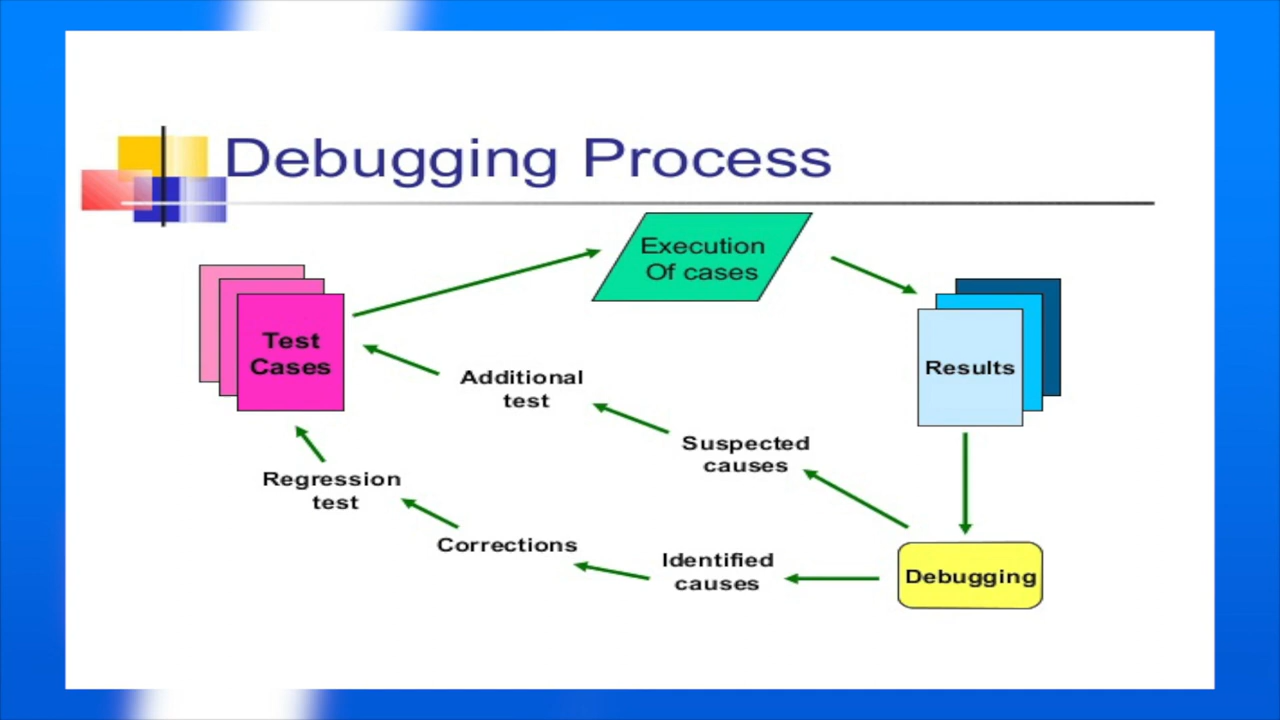 Debugging Process
Execution
Of cases
Test
Cases
Results
Additional
test
Suspected
causes
Regression
test
Corrections
Identified
causes
Debugging